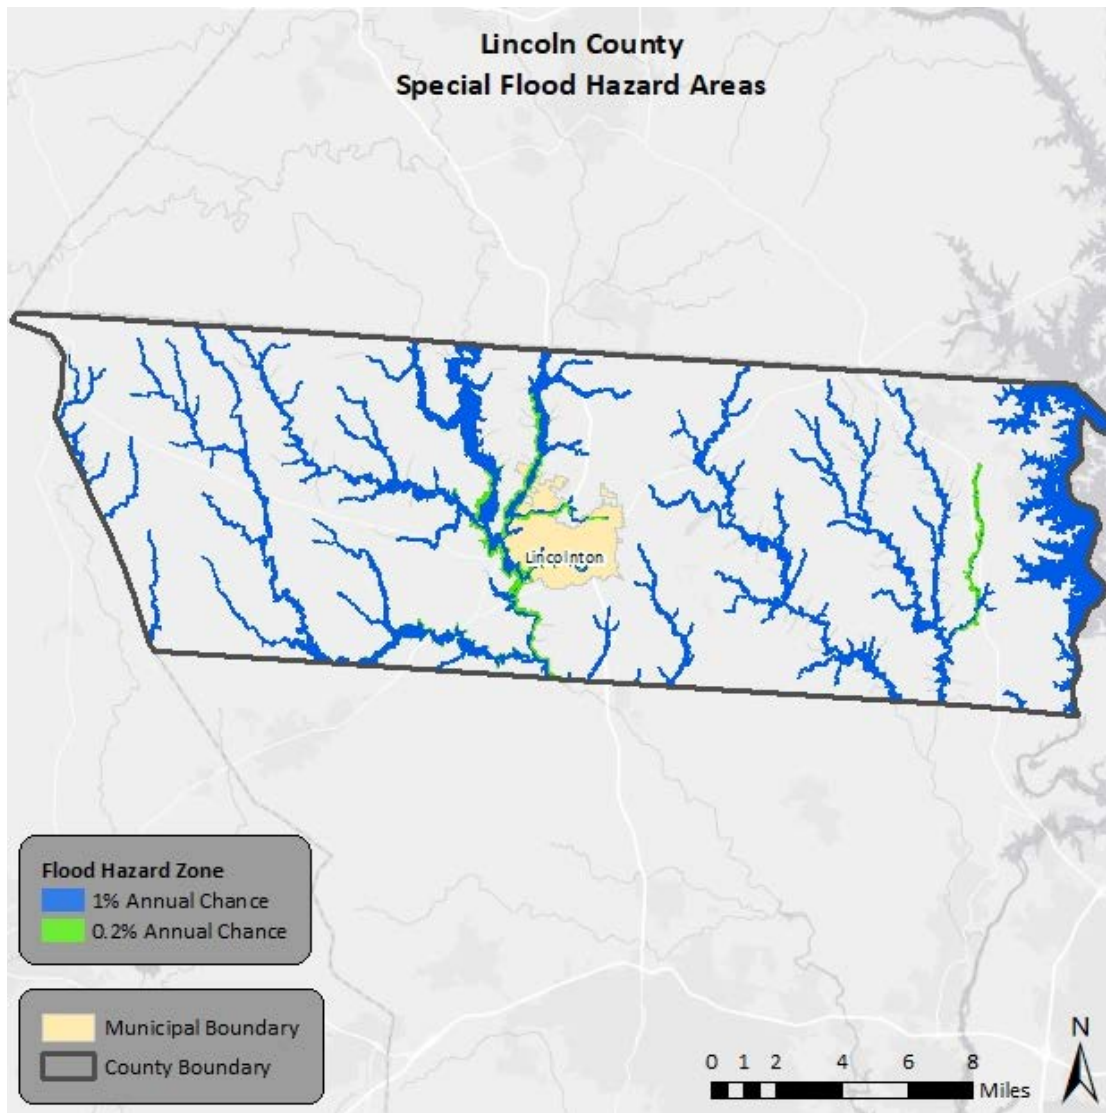 Lincoln County
Special Flood Hazard Areas
Lincolnton
Flood Hazard Zone
1% Annual Chance
0.2% Annual Chance
Municipal Boundary
County Boundary
0 1 2 4 6 8
Miles
N